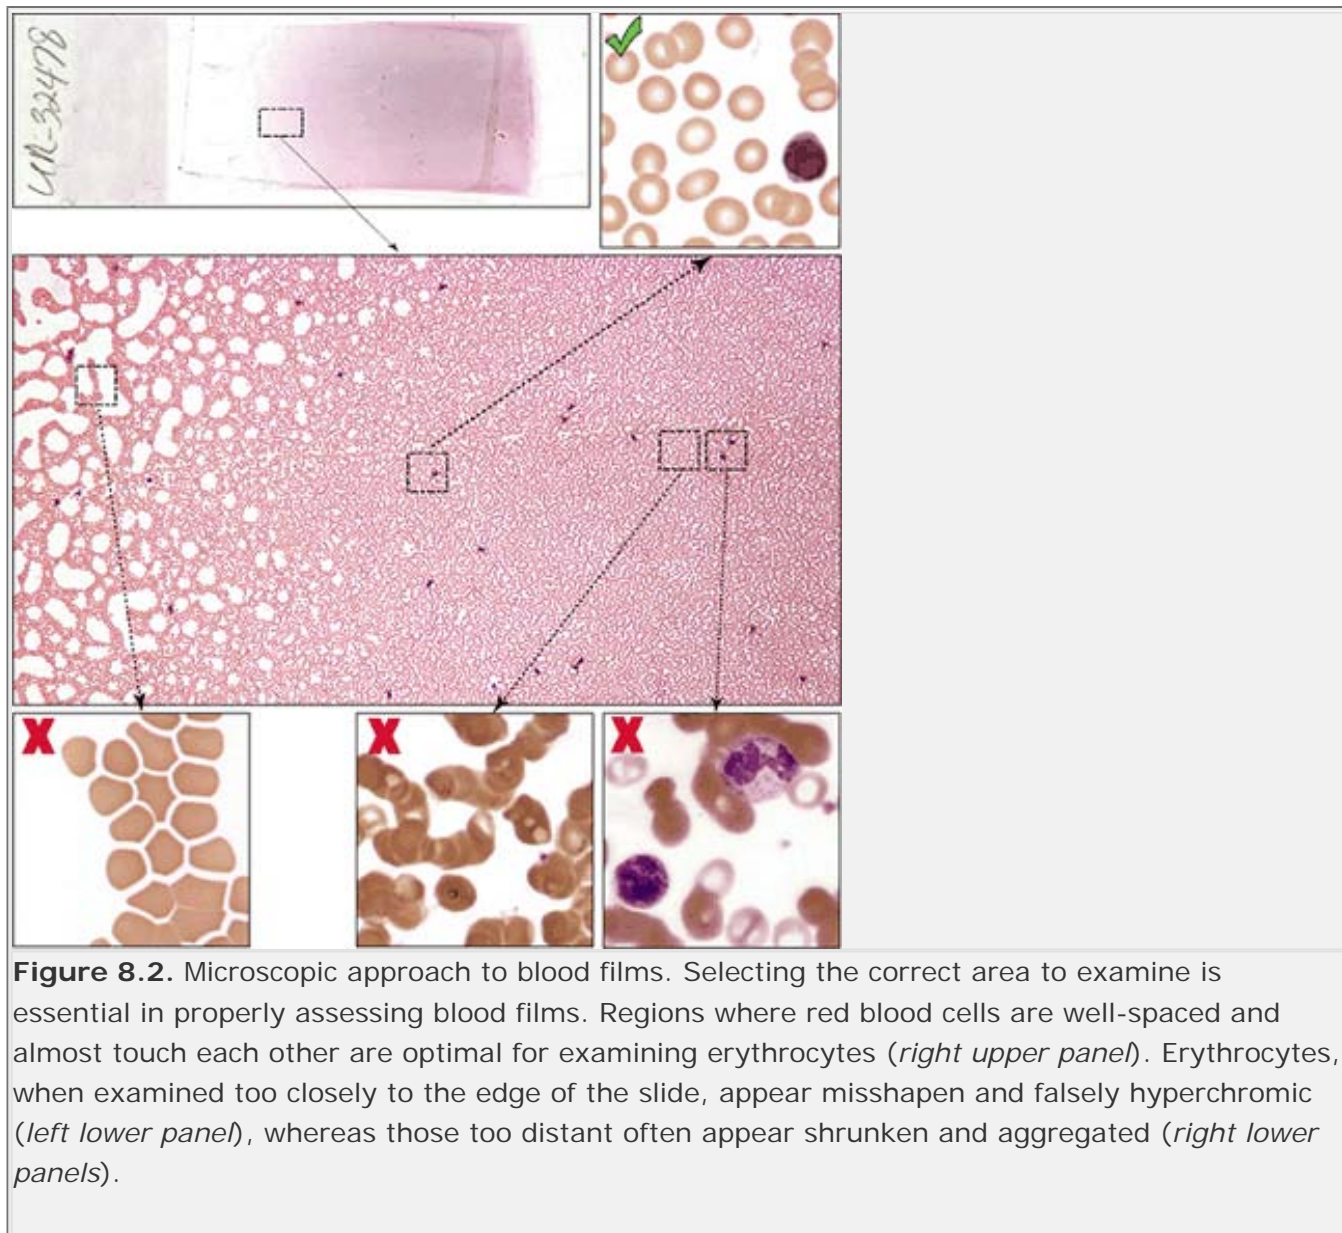 UR-32478
X
X
X
Figure 8.2. Microscopic approach to blood films. Selecting the correct area to examine is
essential in properly assessing blood films. Regions where red blood cells are well-spaced and
almost touch each other are optimal for examining erythrocytes (right upper panel). Erythrocytes,
when examined too closely to the edge of the slide, appear misshapen and falsely hyperchromic
(left lower panel), whereas those too distant often appear shrunken and aggregated (right lower
panels).